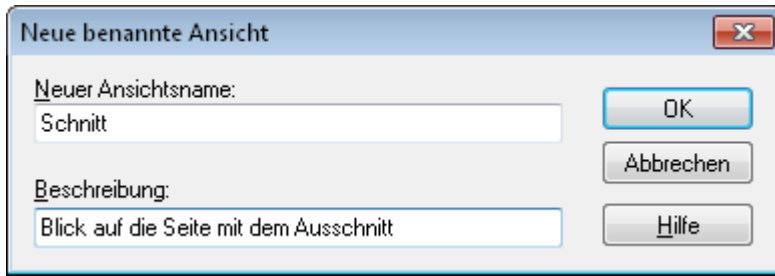 Neue benannte Ansicht
Neuer Ansichtsname:
Schnitt
OK
Abbrechen
Beschreibung:
Blick auf die Seite mit dem Ausschnitt
Hilfe